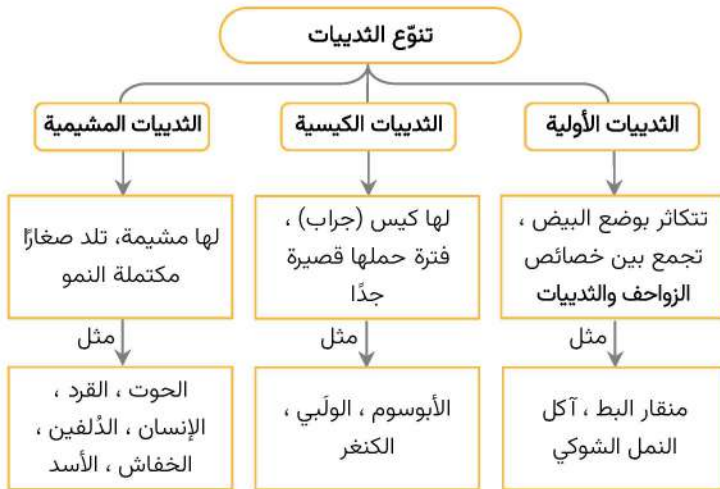 تنوّع الثدييات
الثدييات الأولية
الثدييات الكيسية
الثدييات المشيمية
تتكاثر بوضع البيض ،
تجمع بين خصائص
الزواحف والثدييات
لها كيس (جراب) ،
فترة حملها قصيرة
جدًا
لها مشيمة، تلد صغارًا
مكتملة النمو
مثل
مثل
مثل
منقار البط ، آكل
النمل الشوكي
الأبوسوم ، الولَبي ،
الكنغر
الحوت ، القرد ،
الإنسان ، الدُلفين ،
الخفاش ، الأسد